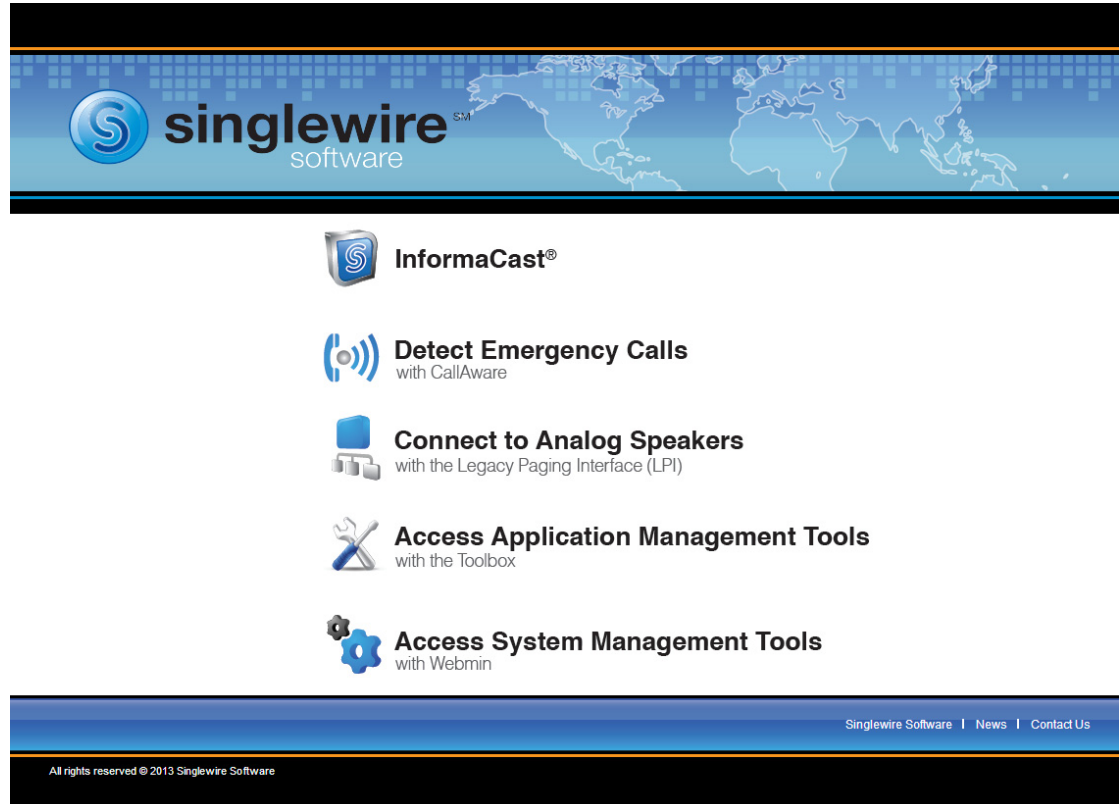 singlewire SM
software
InformaCast®
Detect Emergency Calls
with CallAware
Connect to Analog Speakers
with the Legacy Paging Interface (LPI)
Access Application Management Tools
with the Toolbox
Access System Management Tools
with Webmin
Singlewire Software | News | Contact Us
All rights reserved © 2013 Singlewire Software